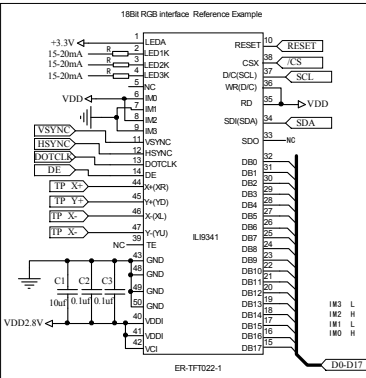 18Bit RGB interface Reference Example
+3.3V 1 LEDA
15-20mA R 2 LED1K
15-20mA R 3 LED2K
15-20mA R 4 LED3K
5 NC
VDD 6 IM0
7 IM1
8 IM2
9 IM3
VSYNC 11 VSYNC
HSYNC 12 HSYNC
DOTCLK 13 DOTCLK
DE 14 DE
TP X+ 44 X+(XR)
TP Y+ 45 Y+(YD)
TP X- 46 X-(XL)
TP X- 47 Y-(YU)
NC 39 TE
43 GND
48 GND
49 GND
50 GND
C1 C2 C3
10uf 0.1uf 0.1uf
VDD2.8V 40 VDDI
41 VDDI
42 VCI
ILI9341
RESET 10 RESET
CSX 38 /CS
D/C(SCL) 37 SCL
WR(D/C) 36
RD 35 VDD
SDI(SDA) 34 SDA
SDO 33 NC
DB0 32
DB1 31
DB2 30
DB3 29
DB4 28
DB5 27
DB6 26
DB7 25
DB8 24
DB9 23
DB10 22
DB11 21
DB12 20
DB13 19
DB14 18
DB15 17
DB16 16
DB17 15
IM3 L
IM2 H
IM1 L
IM0 H
D0-D17
ER-TFT022-1